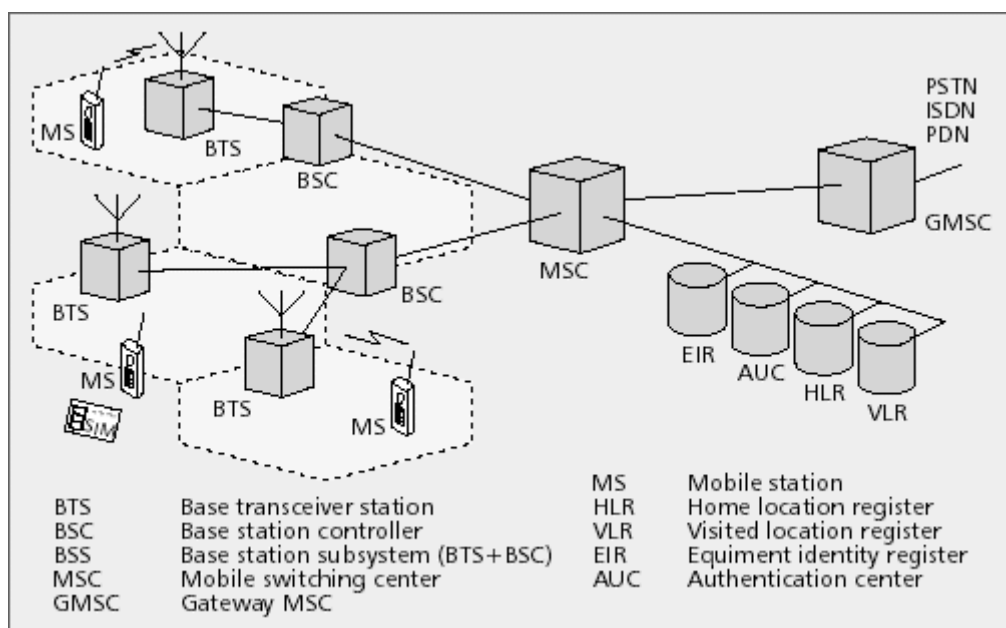 PSTN
ISDN
PDN
MS
BTS
BSC
GMSC
MSC
BTS
BSC
EIR
AUC
HLR
VLR
MS
SIM
BTS
MS
BTS Base transceiver station
BSC Base station controller
BSS Base station subsystem (BTS+BSC)
MSC Mobile switching center
GMSC Gateway MSC
MS Mobile station
HLR Home location register
VLR Visited location register
EIR Equiment identity register
AUC Authentication center